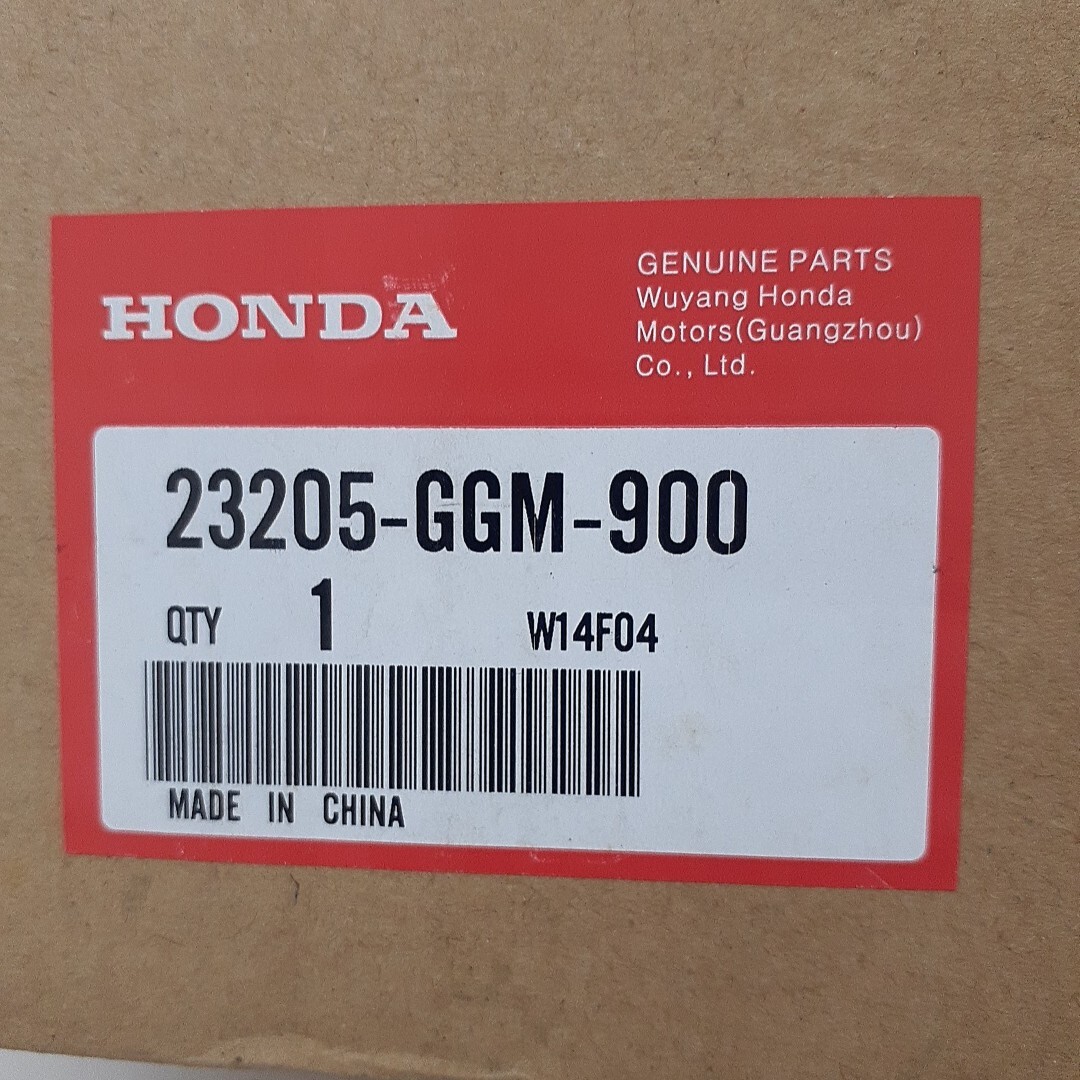 HONDA
GENUINE PARTS
Wuyang Honda
Motors(Guangzhou)
Co., Ltd.
23205-GGM-900
QTY 1 W14F04
MADE IN CHINA